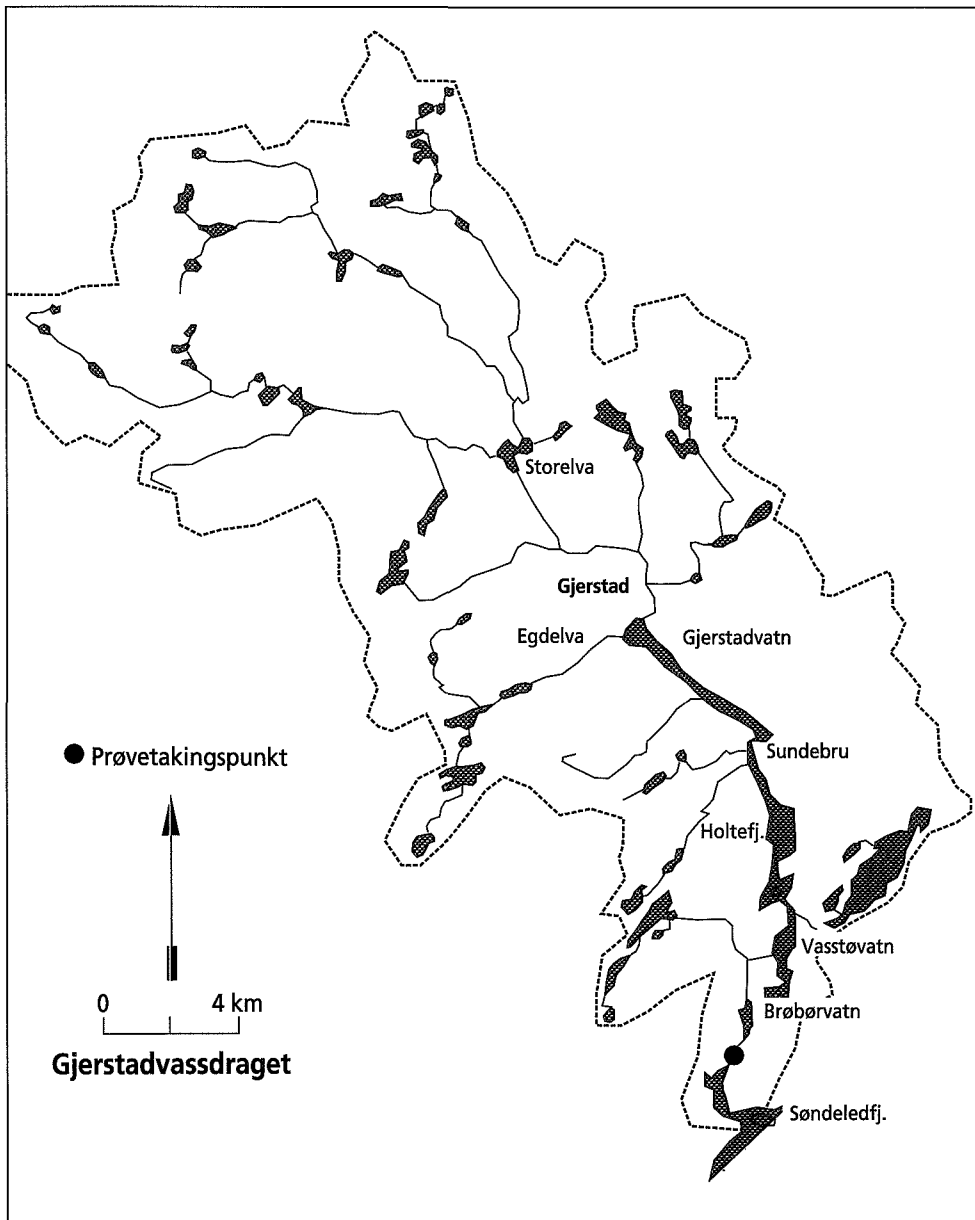 Storelva
Gjerstad
Egdelva
Gjerstadvatn
Sundebru
● Prøvetakingspunkt
Holtefj.
Vasstøvatn
0 4 km
Brøbørvatn
Gjerstadvassdraget
Søndeledfj.